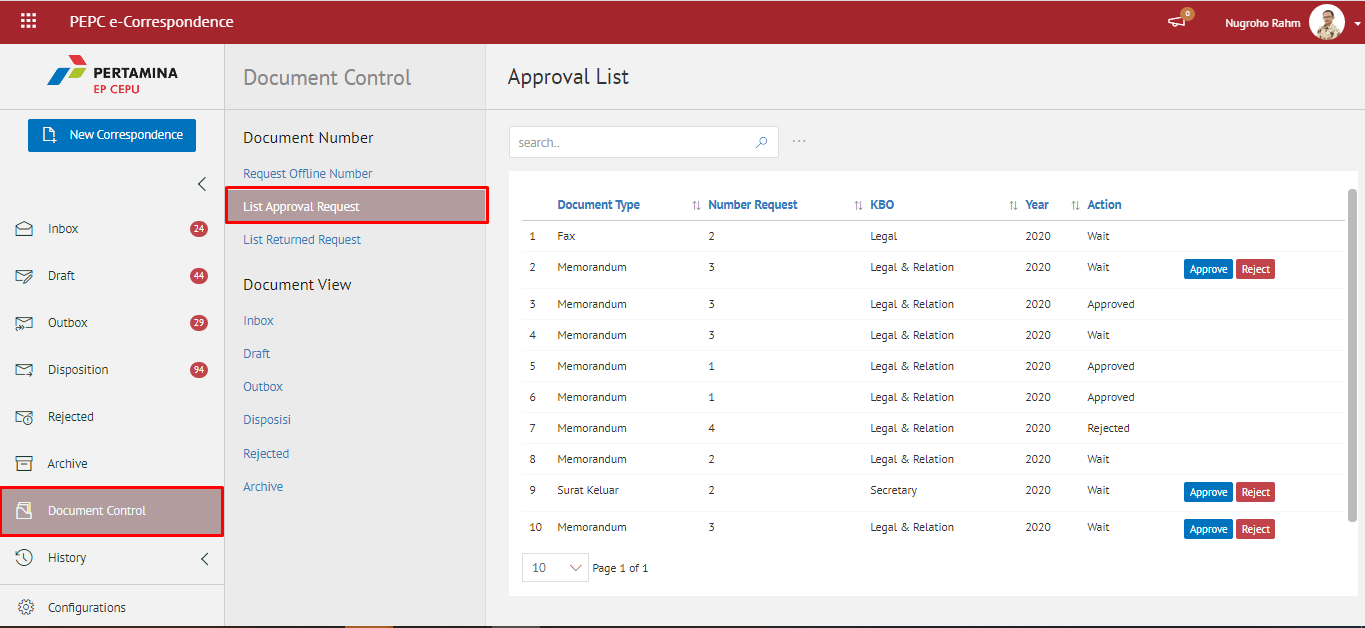 PEPC e-Correspondence
0
Nugroho Rahm
PERTAMINA
EP CEPU
New Correspondence
Inbox 24
Draft 44
Outbox 29
Disposition 94
Rejected
Archive
Document Control
History
Configurations
Document Control
Document Number
Request Offline Number
List Approval Request
List Returned Request
Document View
Inbox
Draft
Outbox
Disposisi
Rejected
Archive
Approval List
search..
Document Type Number Request KBO Year Action
1 Fax 2 Legal 2020 Wait
2 Memorandum 3 Legal & Relation 2020 Wait Approve Reject
3 Memorandum 3 Legal & Relation 2020 Approved
4 Memorandum 3 Legal & Relation 2020 Wait
5 Memorandum 1 Legal & Relation 2020 Approved
6 Memorandum 1 Legal & Relation 2020 Approved
7 Memorandum 4 Legal & Relation 2020 Rejected
8 Memorandum 2 Legal & Relation 2020 Wait
9 Surat Keluar 2 Secretary 2020 Wait Approve Reject
10 Memorandum 3 Legal & Relation 2020 Wait Approve Reject
10 Page 1 of 1